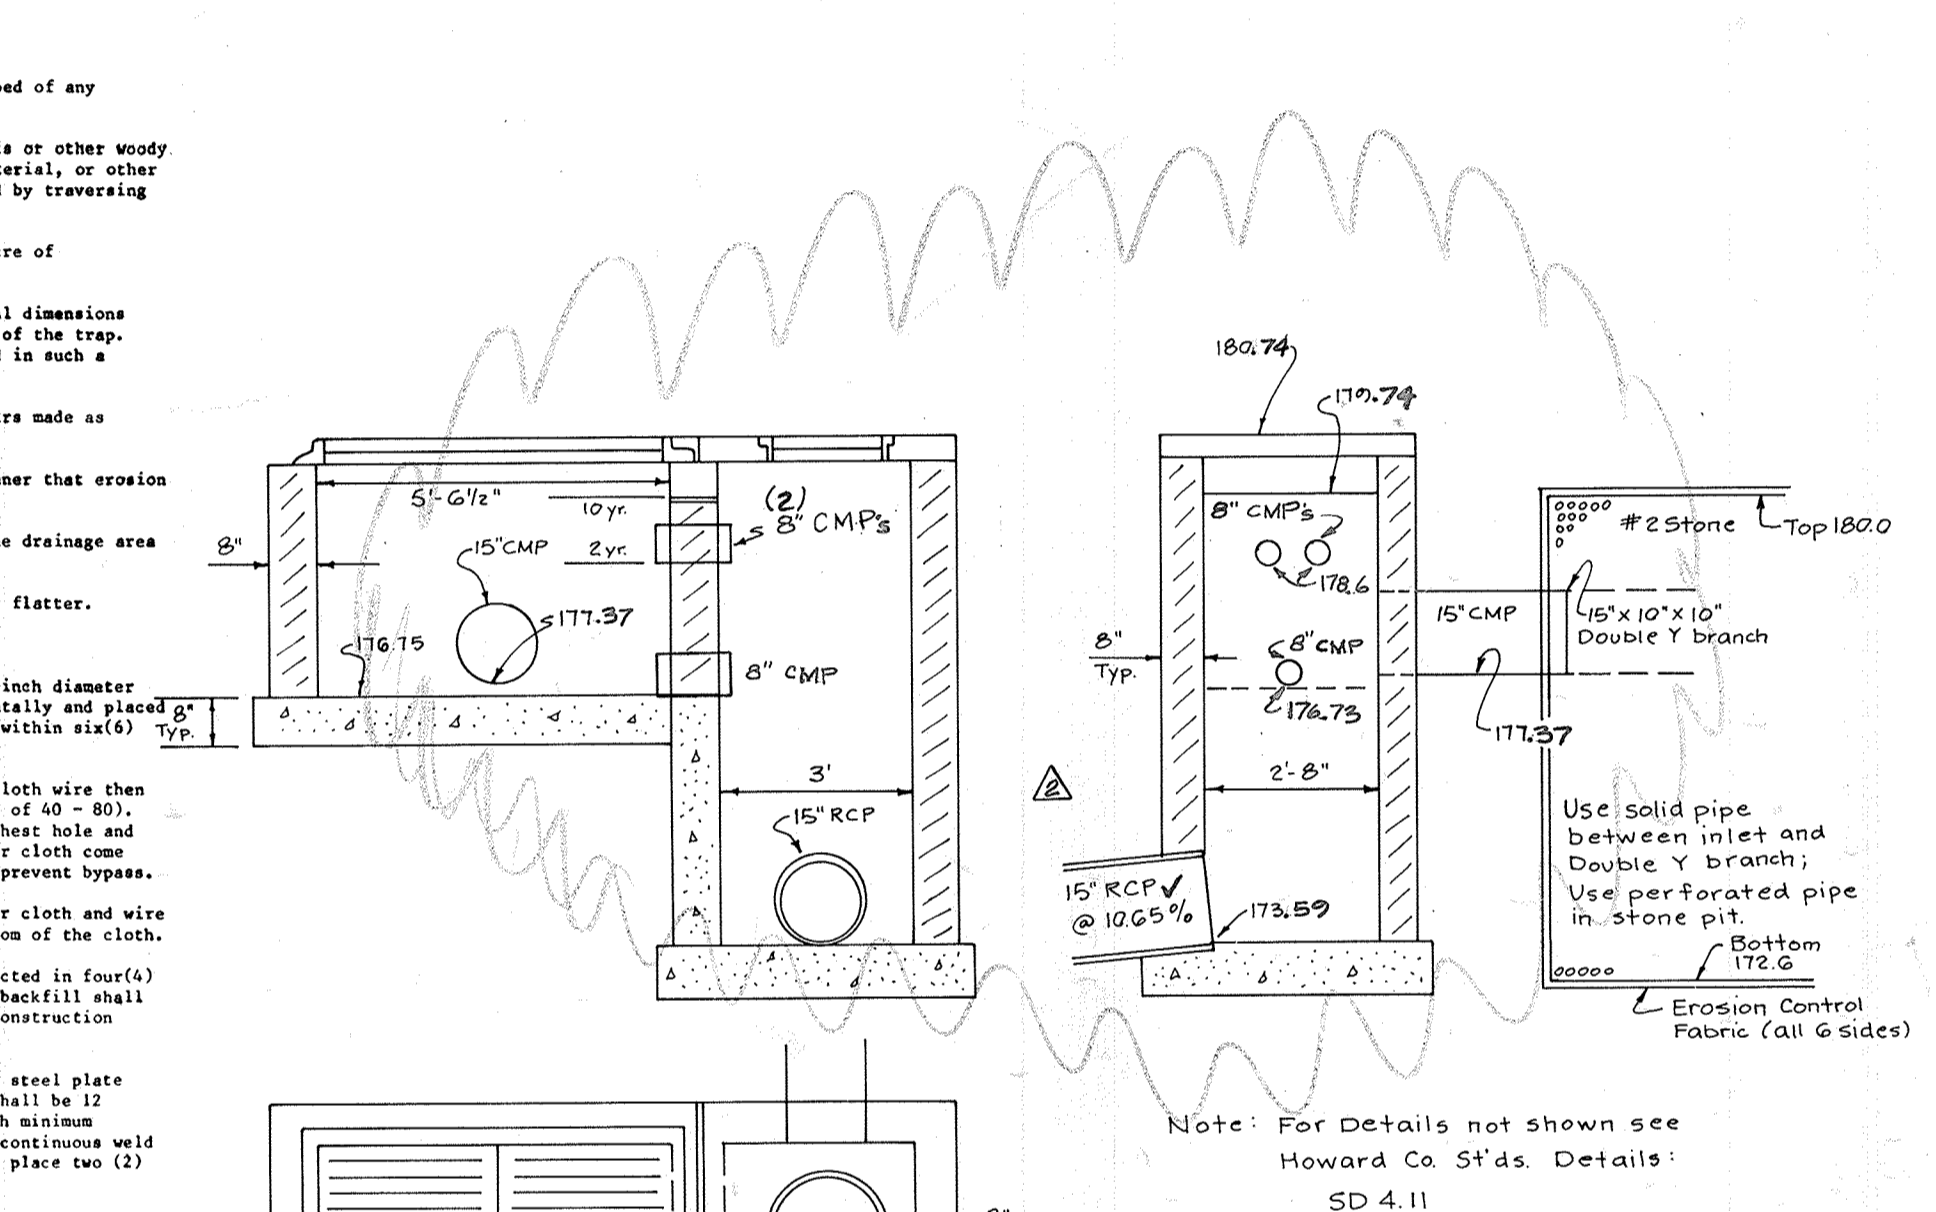 ed of any
s or other woody
terial, or other
by traversing
re of
l dimensions
of the trap.
in such a
rs made as
ner that erosion
e drainage area
flatter.
inch diameter
tally and placed
within six(6)
loth wire then
of 40 - 80).
hest hole and
r cloth come
prevent bypass.
r cloth and wire
om of the cloth.
cted in four(4)
backfill shall
onstruction
steel plate
hall be 12
h minimum
continuous weld
place two (2)
5'-6 1/2"
10 yr.
(2)
8" CMP's
2 yr.
8"
15" CMP
177.37
176.75
8" CMP
8"
TYP.
3'
15" RCP
2
180.74
179.74
8" CMP's
178.6
8" CMP
176.73
8"
TYP.
2'-8"
15" RCP ✓
@ 10.65%
173.59
15" CMP
177.37
#2 Stone
Top 180.0
15" x 10" x 10"
Double Y branch
Use solid pipe
between inlet and
Double Y branch;
Use perforated pipe
in stone pit.
Bottom
172.6
Erosion Control
Fabric (all 6 sides)
Note: For Details not shown see
Howard Co. St'ds. Details:
SD 4.11